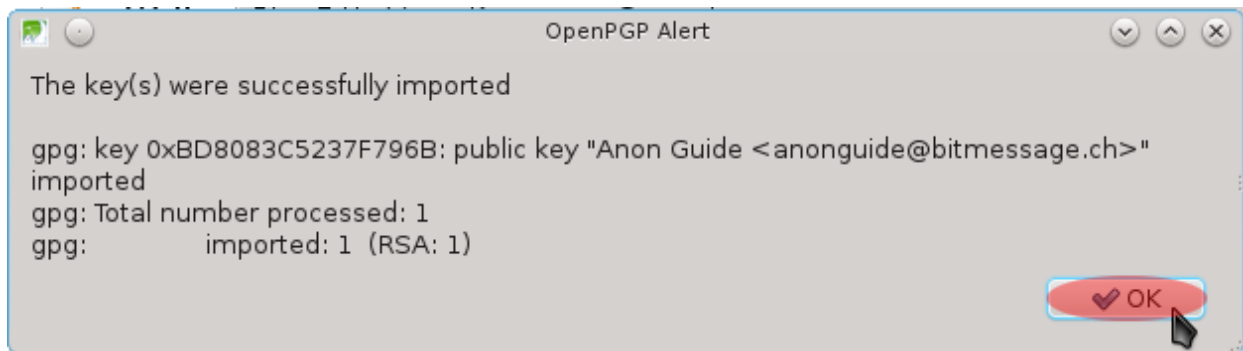 OpenPGP Alert
The key(s) were successfully imported
gpg: key 0xBD8083C5237F796B: public key "Anon Guide <anonguide@bitmessage.ch>"
imported
gpg: Total number processed: 1
gpg:               imported: 1  (RSA: 1)
OK